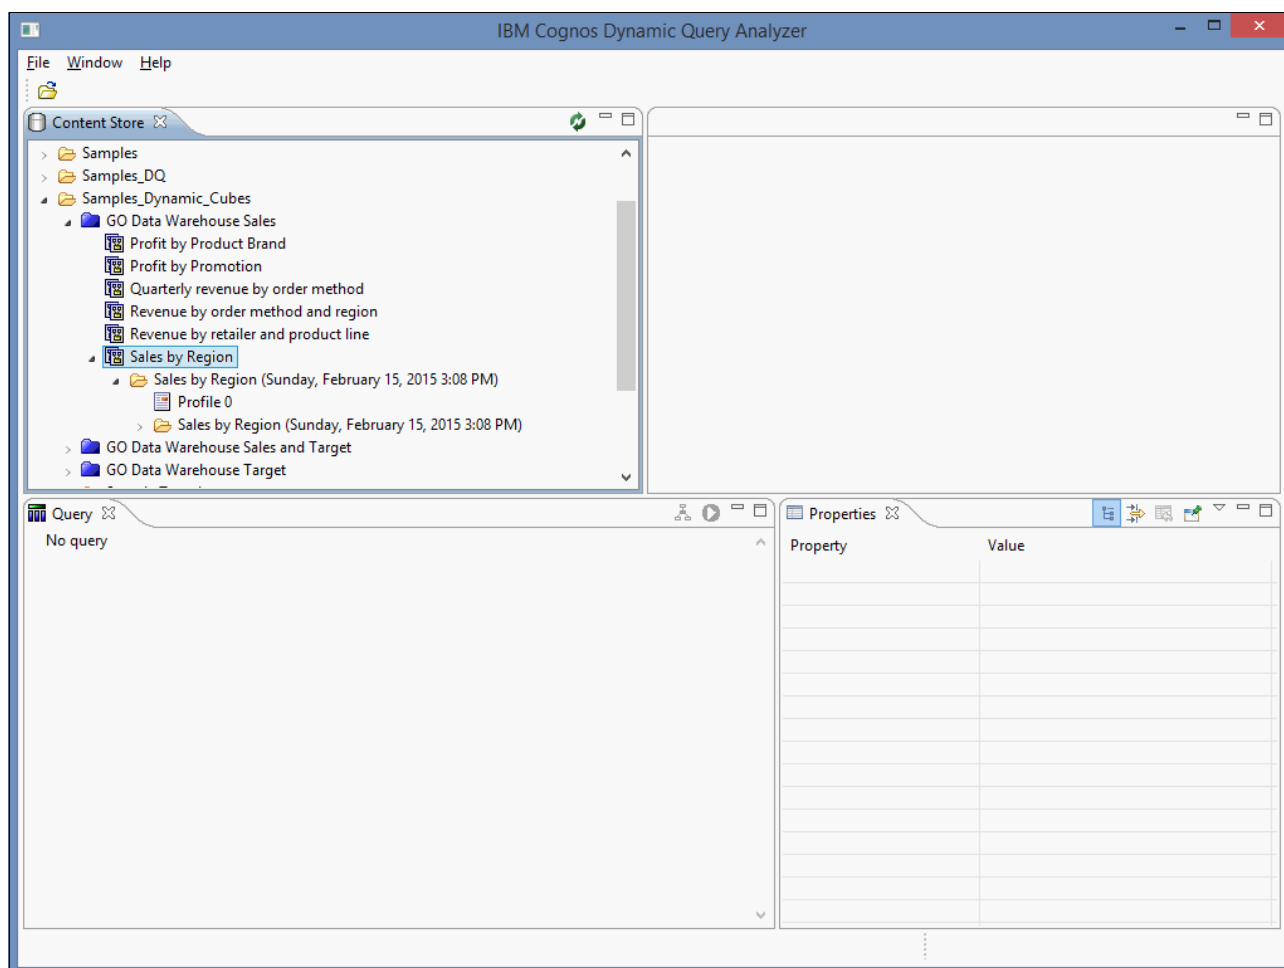 IBM Cognos Dynamic Query Analyzer
File Window Help
Content Store
Samples
Samples_DQ
Samples_Dynamic_Cubes
GO Data Warehouse Sales
Profit by Product Brand
Profit by Promotion
Quarterly revenue by order method
Revenue by order method and region
Revenue by retailer and product line
Sales by Region
Sales by Region (Sunday, February 15, 2015 3:08 PM)
Profile 0
Sales by Region (Sunday, February 15, 2015 3:08 PM)
GO Data Warehouse Sales and Target
GO Data Warehouse Target
Query
No query
Properties
Property Value